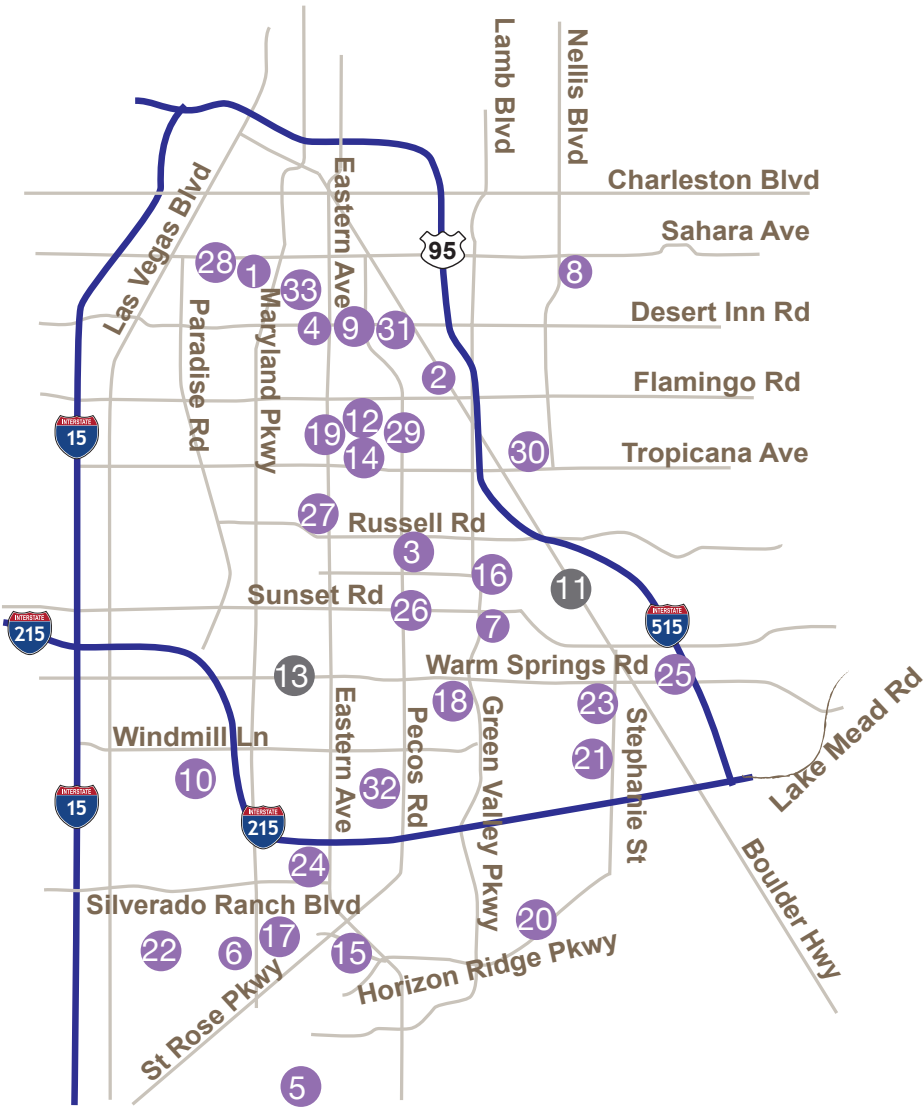 Lamb Blvd
Nellis Blvd
Charleston Blvd
Las Vegas Blvd
Eastern Ave
Sahara Ave
95
28
1
8
33
Maryland Pkwy
Paradise Rd
4
9
31
Desert Inn Rd
2
Flamingo Rd
INTERSTATE
15
12
19
29
14
30
Tropicana Ave
27
Russell Rd
3
16
11
Sunset Rd
26
7
INTERSTATE
215
INTERSTATE
515
Warm Springs Rd
13
25
18
23
Lake Mead Rd
Eastern Ave
Pecos Rd
Green Valley Pkwy
Stephanie St
Windmill Ln
21
10
32
INTERSTATE
15
INTERSTATE
215
24
Boulder Hwy
Silverado Ranch Blvd
20
17
22
6
15
Horizon Ridge Pkwy
St Rose Pkwy
5